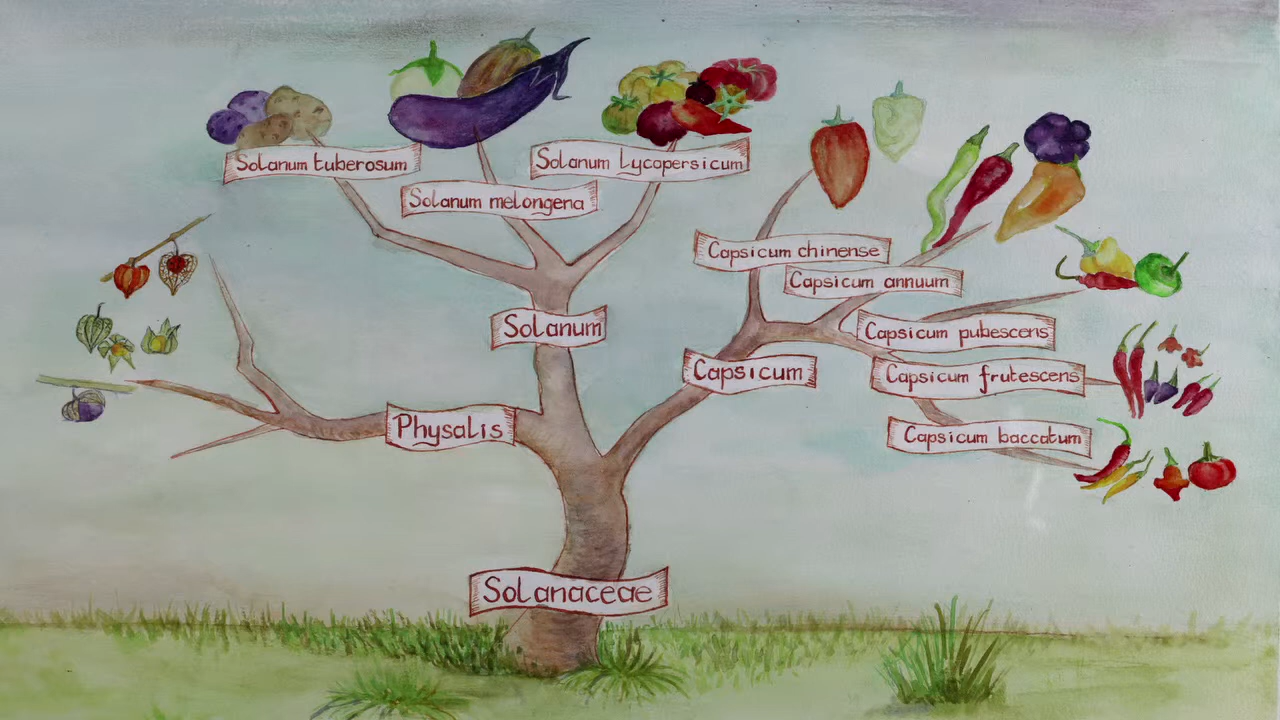 Solanum tuberosum
Solanum Lycopersicum
Solanum melongena
Capsicum chinense
Capsicum annuum
Solanum
Capsicum pubescens
Capsicum
Capsicum frutescens
Physalis
Capsicum baccatum
Solanaceae